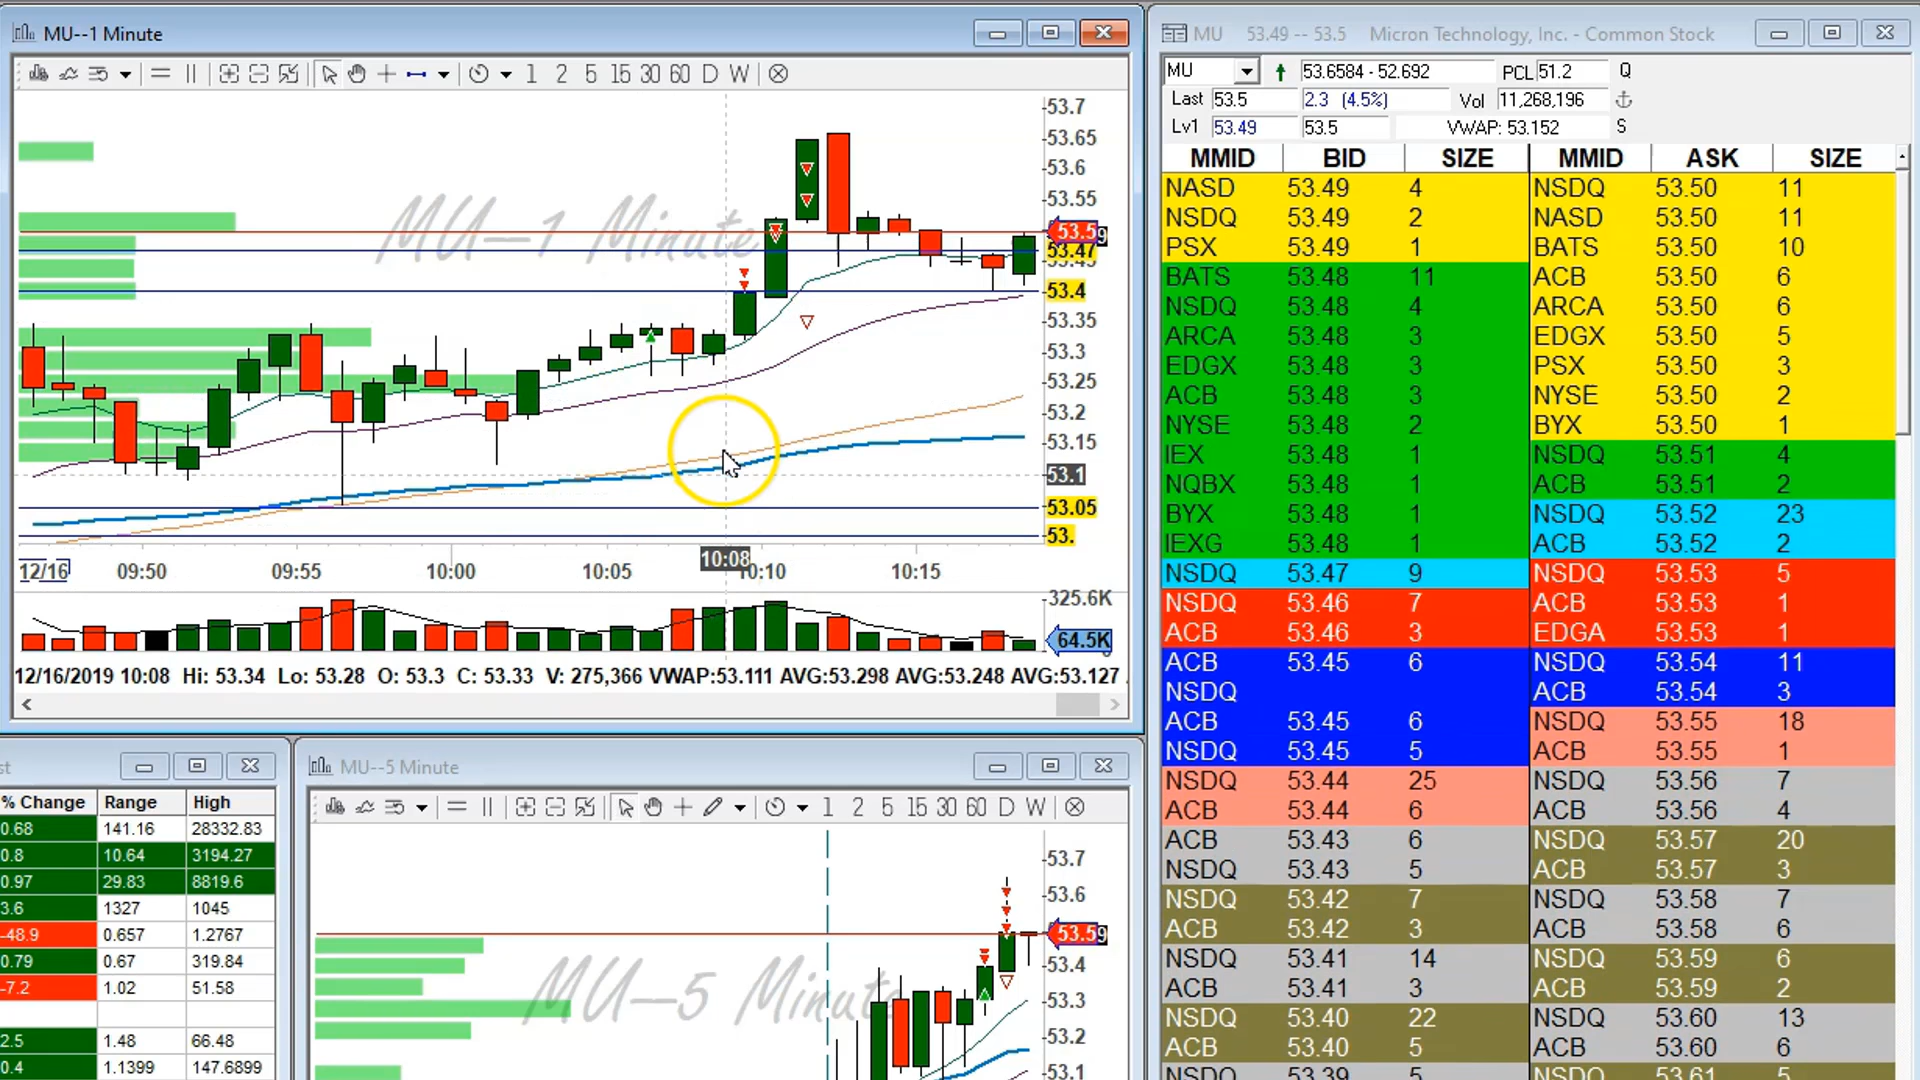 MU--1 Minute
1 2 5 15 30 60 D W
MU—1 Minute
53.7
53.65
53.6
53.55
53.5
53.47
53.4
53.35
53.3
53.25
53.2
53.15
53.1
53.05
53.
12/16 09:50 09:55 10:00 10:05 10:08 10:10 10:15
325.6K
64.5K
12/16/2019 10:08 Hi: 53.34 Lo: 53.28 O: 53.3 C: 53.33 V: 275,366 VWAP:53.111 AVG:53.298 AVG:53.248 AVG:53.127
st
% Change Range High
0.68 141.16 28332.83
0.8 10.64 3194.27
0.97 29.83 8819.6
3.6 1327 1045
-48.9 0.657 1.2767
0.79 0.67 319.84
-7.2 1.02 51.58
2.5 1.48 66.48
0.4 1.1399 147.6899
MU--5 Minute
1 2 5 15 30 60 D W
MU—5 Minute
53.7
53.6
53.59
53.4
53.3
53.2
53.1
MU 53.49 -- 53.5 Micron Technology, Inc. - Common Stock
MU 53.6584 - 52.692 PCL 51.2 Q
Last 53.5 2.3 (4.5%) Vol 11,268,196
Lv1 53.49 53.5 VWAP: 53.152 S
MMID BID SIZE MMID ASK SIZE
NASD 53.49 4 NSDQ 53.50 11
NSDQ 53.49 2 NASD 53.50 11
PSX 53.49 1 BATS 53.50 10
BATS 53.48 11 ACB 53.50 6
NSDQ 53.48 4 ARCA 53.50 6
ARCA 53.48 3 EDGX 53.50 5
EDGX 53.48 3 PSX 53.50 3
ACB 53.48 3 NYSE 53.50 2
NYSE 53.48 2 BYX 53.50 1
IEX 53.48 1 NSDQ 53.51 4
NQBX 53.48 1 ACB 53.51 2
BYX 53.48 1 NSDQ 53.52 23
IEXG 53.48 1 ACB 53.52 2
NSDQ 53.47 9 NSDQ 53.53 5
NSDQ 53.46 7 ACB 53.53 1
ACB 53.46 3 EDGA 53.53 1
ACB 53.45 6 NSDQ 53.54 11
NSDQ ACB 53.54 3
ACB 53.45 6 NSDQ 53.55 18
NSDQ 53.45 5 ACB 53.55 1
NSDQ 53.44 25 NSDQ 53.56 7
ACB 53.44 6 ACB 53.56 4
ACB 53.43 6 NSDQ 53.57 20
NSDQ 53.43 5 ACB 53.57 3
NSDQ 53.42 7 NSDQ 53.58 7
ACB 53.42 3 ACB 53.58 6
NSDQ 53.41 14 NSDQ 53.59 6
ACB 53.41 3 ACB 53.59 2
NSDQ 53.40 22 NSDQ 53.60 13
ACB 53.40 5 ACB 53.60 6
NSDQ 53.39 5 NSDQ 53.61 5